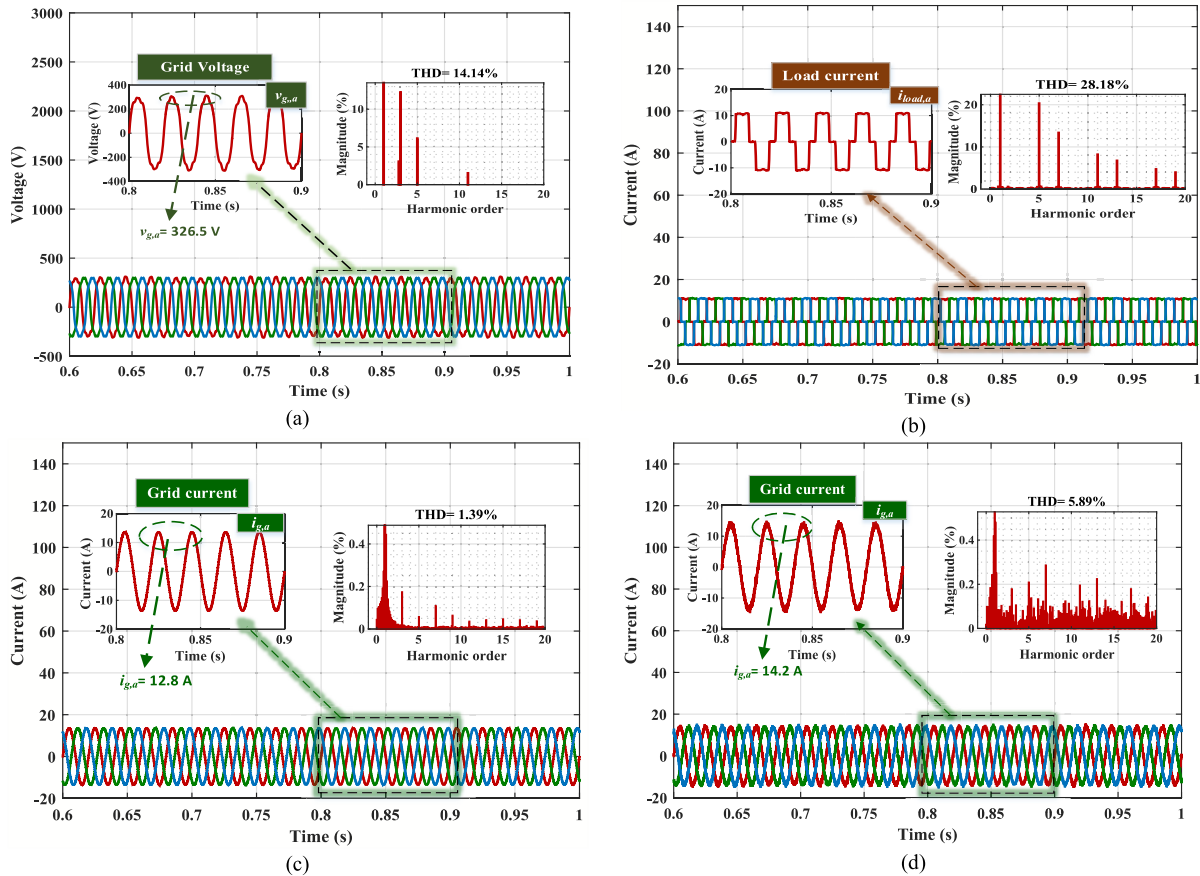 3000
2500
2000
1500
1000
500
0
-500
Voltage (V)
0.6 0.65 0.7 0.75 0.8 0.85 0.9 0.95 1
Time (s)
Grid Voltage
v_{g,,a}
400
200
0
-200
-400
Voltage (V)
0.8 0.85 0.9
Time (s)
v_{g,a}= 326.5 V
THD= 14.14%
10
5
0
Magnitude (%)
0 5 10 15 20
Harmonic order
(a)
140
120
100
80
60
40
20
0
-20
Current (A)
0.6 0.65 0.7 0.75 0.8 0.85 0.9 0.95 1
Time (s)
Load current
i_{load,a}
20
10
0
-10
-20
Current (A)
0.8 0.85 0.9
Time (s)
THD= 28.18%
20
15
10
5
0
Magnitude (%)
0 5 10 15 20
Harmonic order
(b)
140
120
100
80
60
40
20
0
-20
Current (A)
0.6 0.65 0.7 0.75 0.8 0.85 0.9 0.95 1
Time (s)
Grid current
i_{g,a}
20
10
0
-10
-20
Current (A)
0.8 0.85 0.9
Time (s)
i_{g,a}= 12.8 A
THD= 1.39%
0.4
0.2
0
Magnitude (%)
0 5 10 15 20
Harmonic order
(c)
140
120
100
80
60
40
20
0
-20
Current (A)
0.6 0.65 0.7 0.75 0.8 0.85 0.9 0.95 1
Time (s)
Grid current
i_{g,a}
20
10
0
-10
-20
Current (A)
0.8 0.85 0.9
Time (s)
i_{g,a}= 14.2 A
THD= 5.89%
0.4
0.2
0
Magnitude (%)
0 5 10 15 20
Harmonic order
(d)